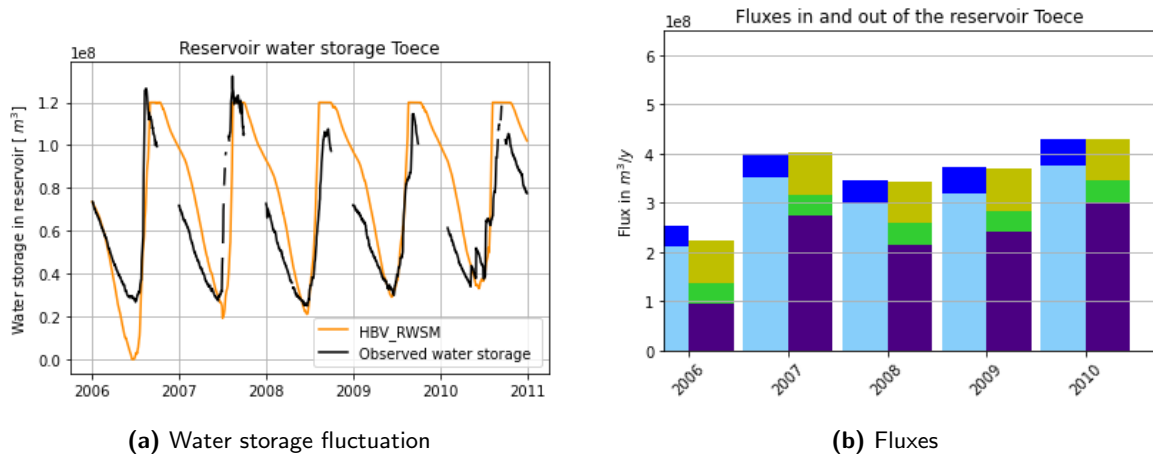 Reservoir water storage Toece
1e8
Water storage in reservoir [ m³]
1.2
1.0
0.8
0.6
0.4
0.2
0.0
HBV_RWSM
Observed water storage
2006 2007 2008 2009 2010 2011
(a) Water storage fluctuation
Fluxes in and out of the reservoir Toece
1e8
Flux in m³/y
6
5
4
3
2
1
0
2006 2007 2008 2009 2010
(b) Fluxes